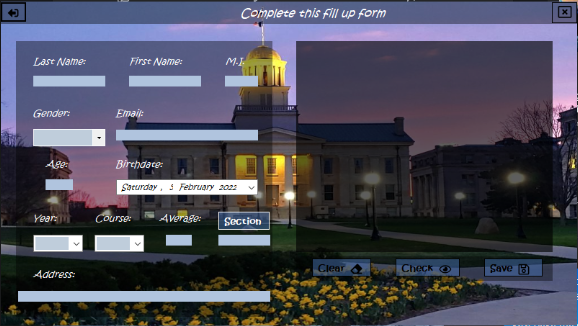 Complete this fill up form
Last Name: First Name: M.I.
Gender: Email:
Age: Birthdate:
Saturday , 5 February 2022
Year: Course: Average: Section
Address:
Clear Check Save